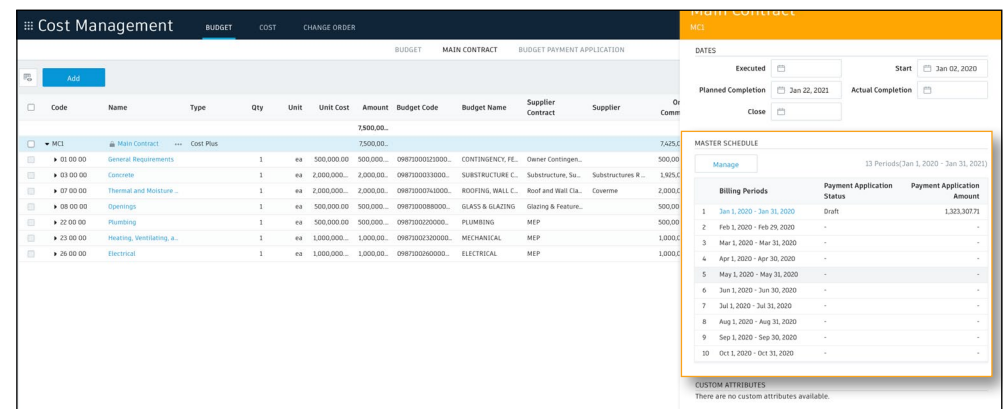 Cost Management BUDGET COST CHANGE ORDER
Main Contract
MC1
BUDGET MAIN CONTRACT BUDGET PAYMENT APPLICATION
Add
Code Name Type Qty Unit Unit Cost Amount Budget Code Budget Name Supplier Contract Supplier Or Comm
7,500,00...
MC1 Main Contract ... Cost Plus 7,500,00... 7,425,0
01 00 00 General Requirements 1 ea 500,000.00 500,000... 09871000121000... CONTINGENCY, FE... Owner Contingen... 500,00
03 00 00 Concrete 1 ea 2,000,000... 2,000,00... 0987100033000... SUBSTRUCTURE C... Substructure, Su... Substructures R ... 1,925,0
07 00 00 Thermal and Moisture ... 1 ea 2,000,000... 2,000,00... 09871000741000... ROOFING, WALL C... Roof and Wall Cla... Coverme 2,000,0
08 00 00 Openings 1 ea 500,000.00 500,000... 0987100088000... GLASS & GLAZING Glazing & Feature... 500,00
22 00 00 Plumbing 1 ea 500,000.00 500,000... 0987100220000... PLUMBING MEP 500,00
23 00 00 Heating, Ventilating, a... 1 ea 1,000,000... 1,000,00... 09871002320000... MECHANICAL MEP 1,000,0
26 00 00 Electrical 1 ea 1,000,000... 1,000,00... 0987100260000... ELECTRICAL MEP 1,000,0
DATES
Executed Start Jan 02, 2020
Planned Completion Jan 22, 2021 Actual Completion
Close
MASTER SCHEDULE
Manage 13 Periods(Jan 1, 2020 - Jan 31, 2021)
Billing Periods Payment Application Status Payment Application Amount
1 Jan 1, 2020 - Jan 31, 2020 Draft 1,323,307.71
2 Feb 1, 2020 - Feb 29, 2020 - -
3 Mar 1, 2020 - Mar 31, 2020 - -
4 Apr 1, 2020 - Apr 30, 2020 - -
5 May 1, 2020 - May 31, 2020 - -
6 Jun 1, 2020 - Jun 30, 2020 - -
7 Jul 1, 2020 - Jul 31, 2020 - -
8 Aug 1, 2020 - Aug 31, 2020 - -
9 Sep 1, 2020 - Sep 30, 2020 - -
10 Oct 1, 2020 - Oct 31, 2020 - -
CUSTOM ATTRIBUTES
There are no custom attributes available.